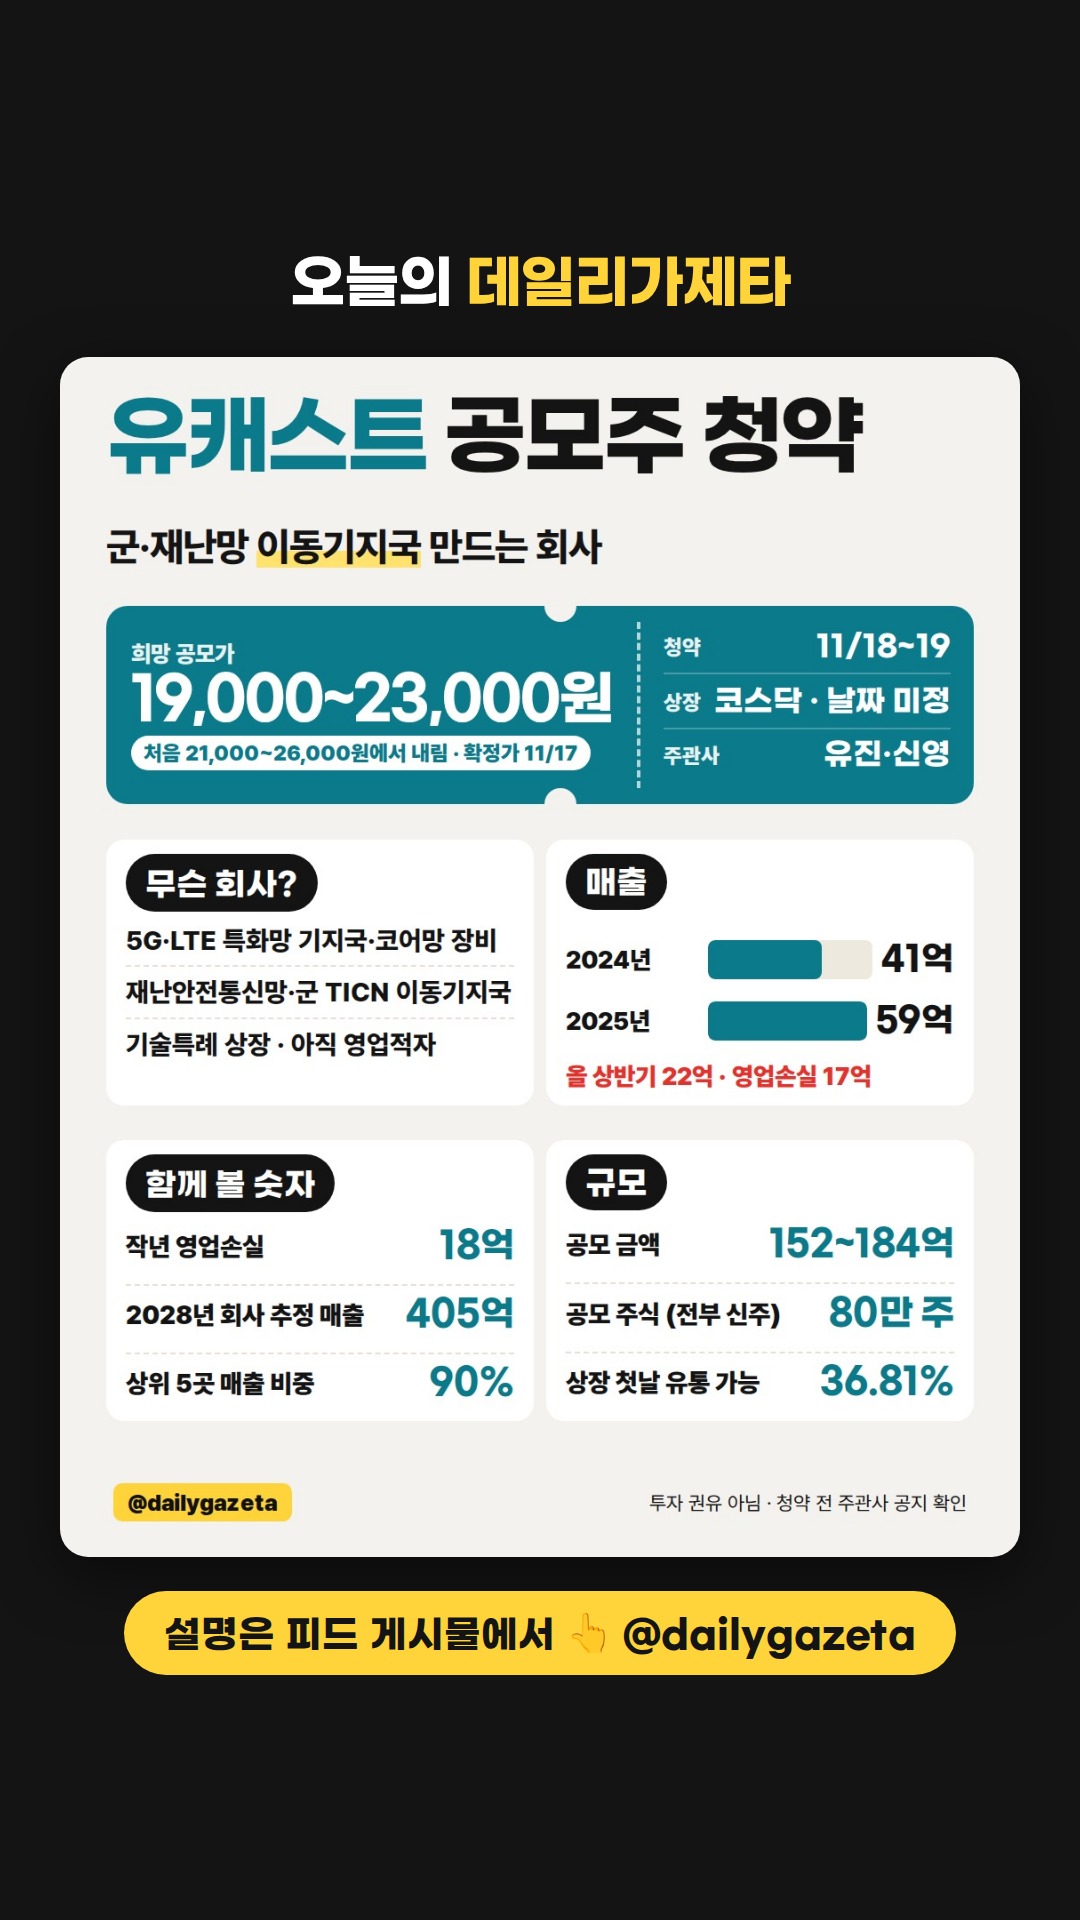 오늘의 데일리가제타
유캐스트 공모주 청약
군·재난망 이동기지국 만드는 회사
희망 공모가
19,000~23,000원
처음 21,000~26,000원에서 내림 · 확정가 11/17
청약 11/18~19
상장 코스닥 · 날짜 미정
주관사 유진·신영
무슨 회사?
5G·LTE 특화망 기지국·코어망 장비
재난안전통신망·군 TICN 이동기지국
기술특례 상장 · 아직 영업적자
매출
2024년 41억
2025년 59억
올 상반기 22억 · 영업손실 17억
함께 볼 숫자
작년 영업손실 18억
2028년 회사 추정 매출 405억
상위 5곳 매출 비중 90%
규모
공모 금액 152~184억
공모 주식 (전부 신주) 80만 주
상장 첫날 유통 가능 36.81%
@dailygazeta
투자 권유 아님 · 청약 전 주관사 공지 확인
설명은 피드 게시물에서 👆 @dailygazeta